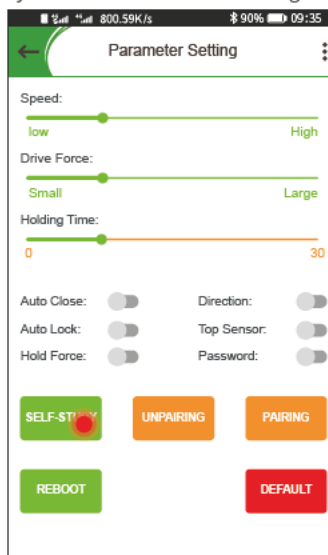 800.59K/s 90% 09:35
Parameter Setting
Speed:
low High
Drive Force:
Small Large
Holding Time:
0 30
Auto Close: Direction:
Auto Lock: Top Sensor:
Hold Force: Password:
UNPAIRING PAIRING
REBOOT DEFAULT